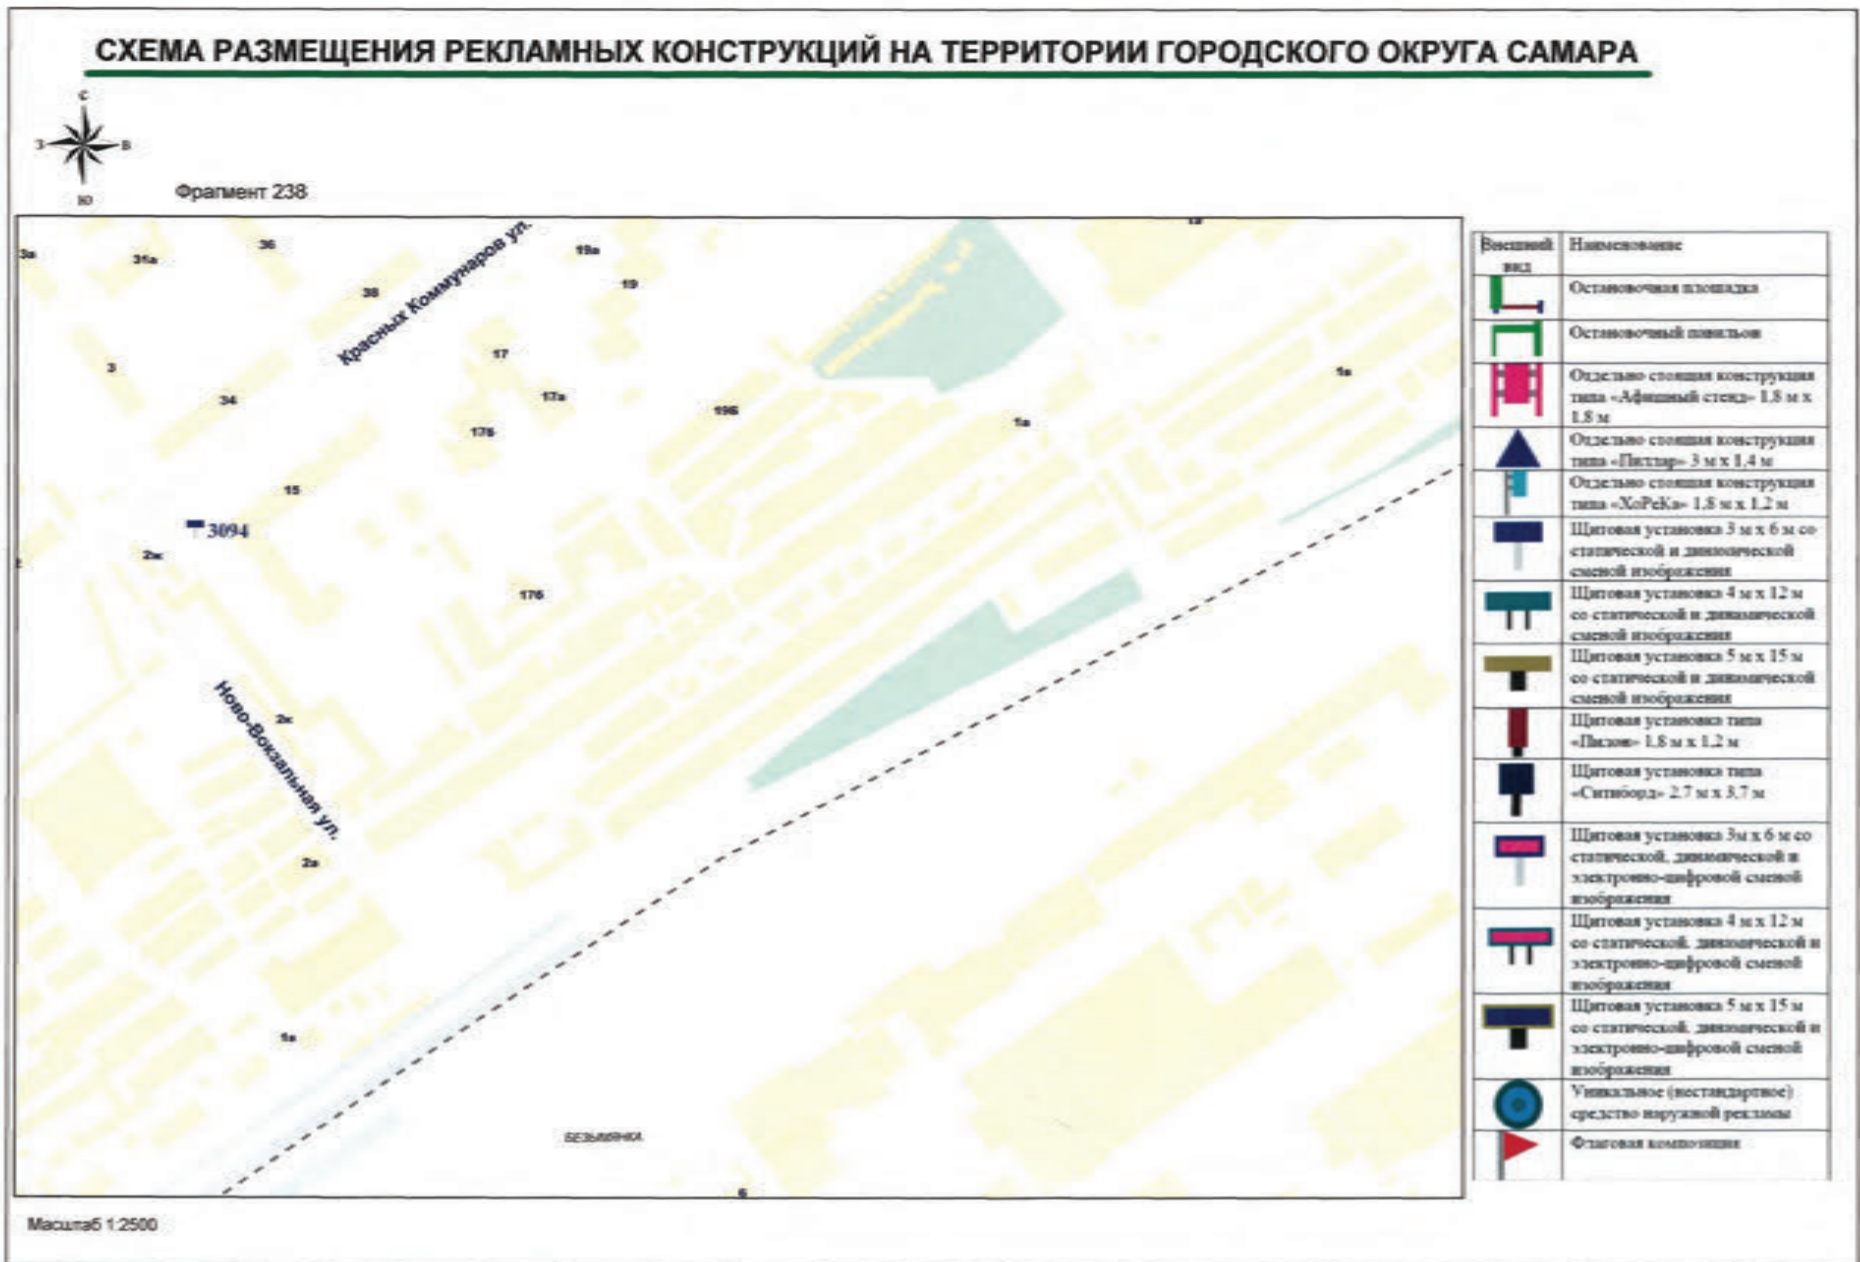 СХЕМА РАЗМЕЩЕНИЯ РЕКЛАМНЫХ КОНСТРУКЦИЙ НА ТЕРРИТОРИИ ГОРОДСКОГО ОКРУГА САМАРА
С
З
В
Ю
Фрагмент 238
3а
31а
36
38
Красных Коммунаров ул.
19а
19
1а
3
34
17
17а
17б
19Б
1а
1в
15
3094
2ж
17б
Ново-Вокзальная ул.
2к
2а
1а
БЕЗЫМЯНКА
6
Масштаб 1:2500
Внешний вид
Наименование
Остановочная площадка
Остановочный павильон
Отдельно стоящая конструкция
типа «Афишный стенд» 1,8 м х
1,8 м
Отдельно стоящая конструкция
типа «Пиллар» 3 м х 1,4 м
Отдельно стоящая конструкция
типа «ХоРеКа» 1,8 м х 1,2 м
Щитовая установка 3 м х 6 м со
статической и динамической
сменой изображения
Щитовая установка 4 м х 12 м
со статической и динамической
сменой изображения
Щитовая установка 5 м х 15 м
со статической и динамической
сменой изображения
Щитовая установка типа
«Пилон» 1,8 м х 1,2 м
Щитовая установка типа
«Ситиборд» 2,7 м х 3,7 м
Щитовая установка 3м х 6 м со
статической, динамической и
электронно-цифровой сменой
изображения
Щитовая установка 4 м х 12 м
со статической, динамической и
электронно-цифровой сменой
изображения
Щитовая установка 5 м х 15 м
со статической, динамической и
электронно-цифровой сменой
изображения
Уникальное (нестандартное)
средство наружной рекламы
Флаговая композиция